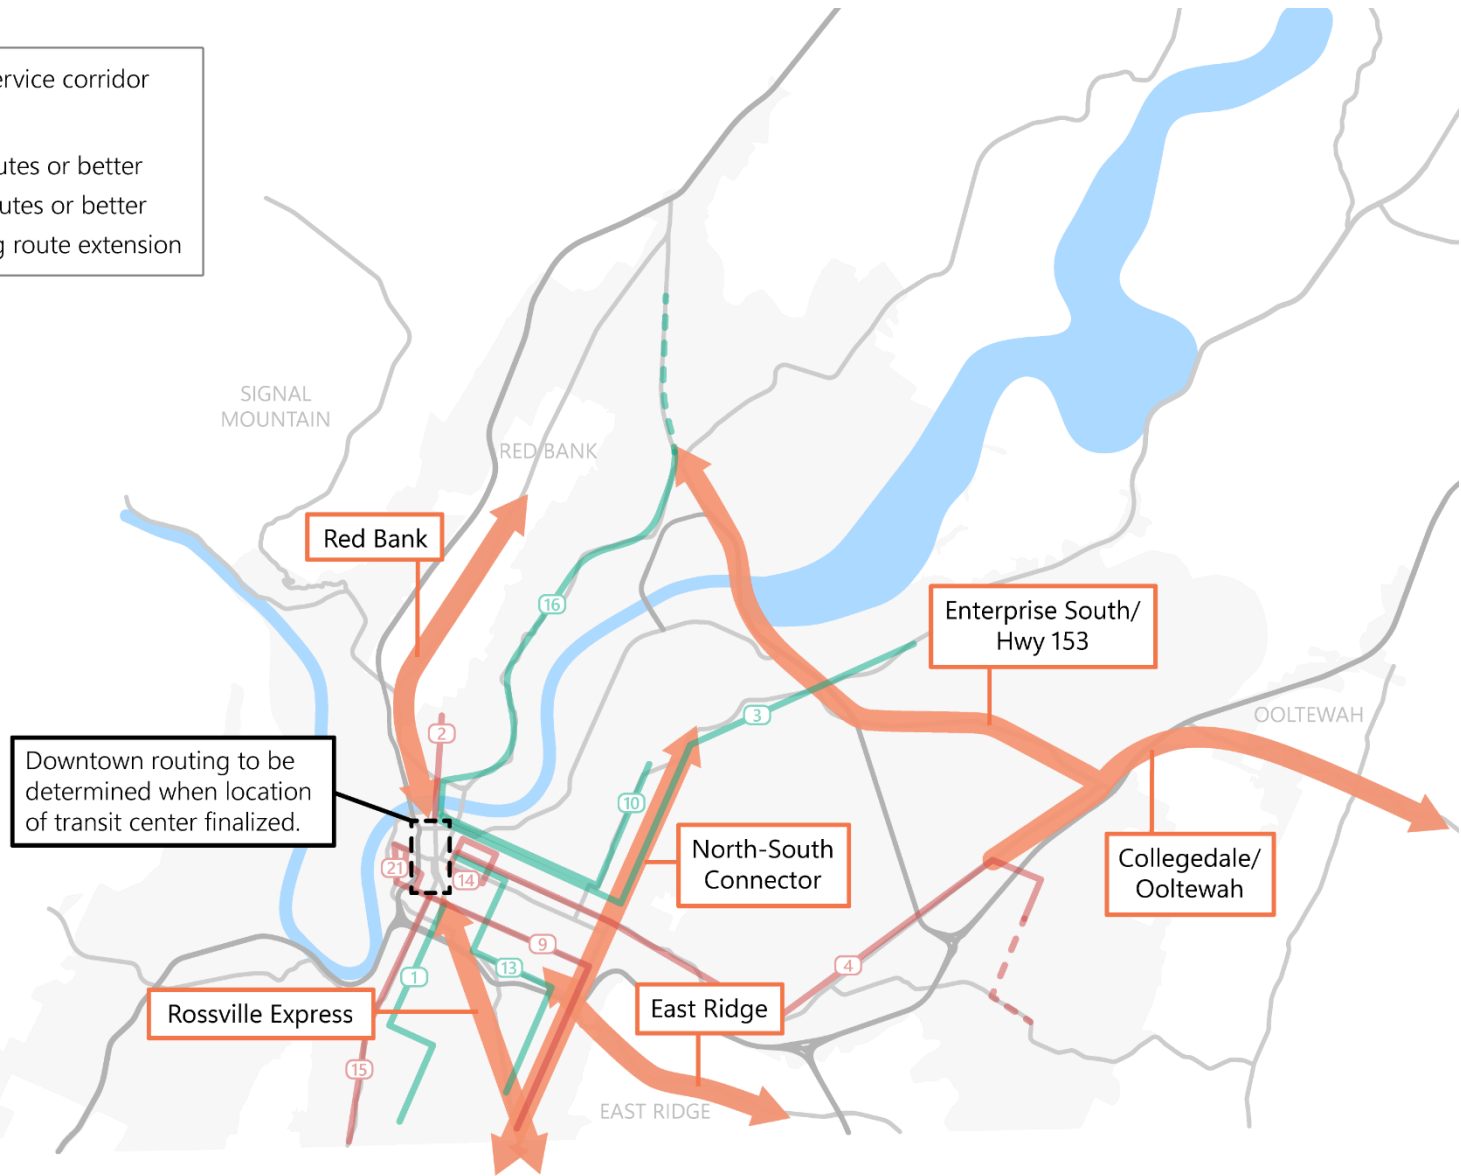 ervice corridor
utes or better
utes or better
g route extension
SIGNAL
MOUNTAIN
RED BANK
Red Bank
16
Enterprise South/
Hwy 153
OOLTEWAH
2
3
Downtown routing to be
determined when location
of transit center finalized.
10
North-South
Connector
Collegedale/
Ooltewah
21
14
9
13
4
1
Rossville Express
East Ridge
15
EAST RIDGE